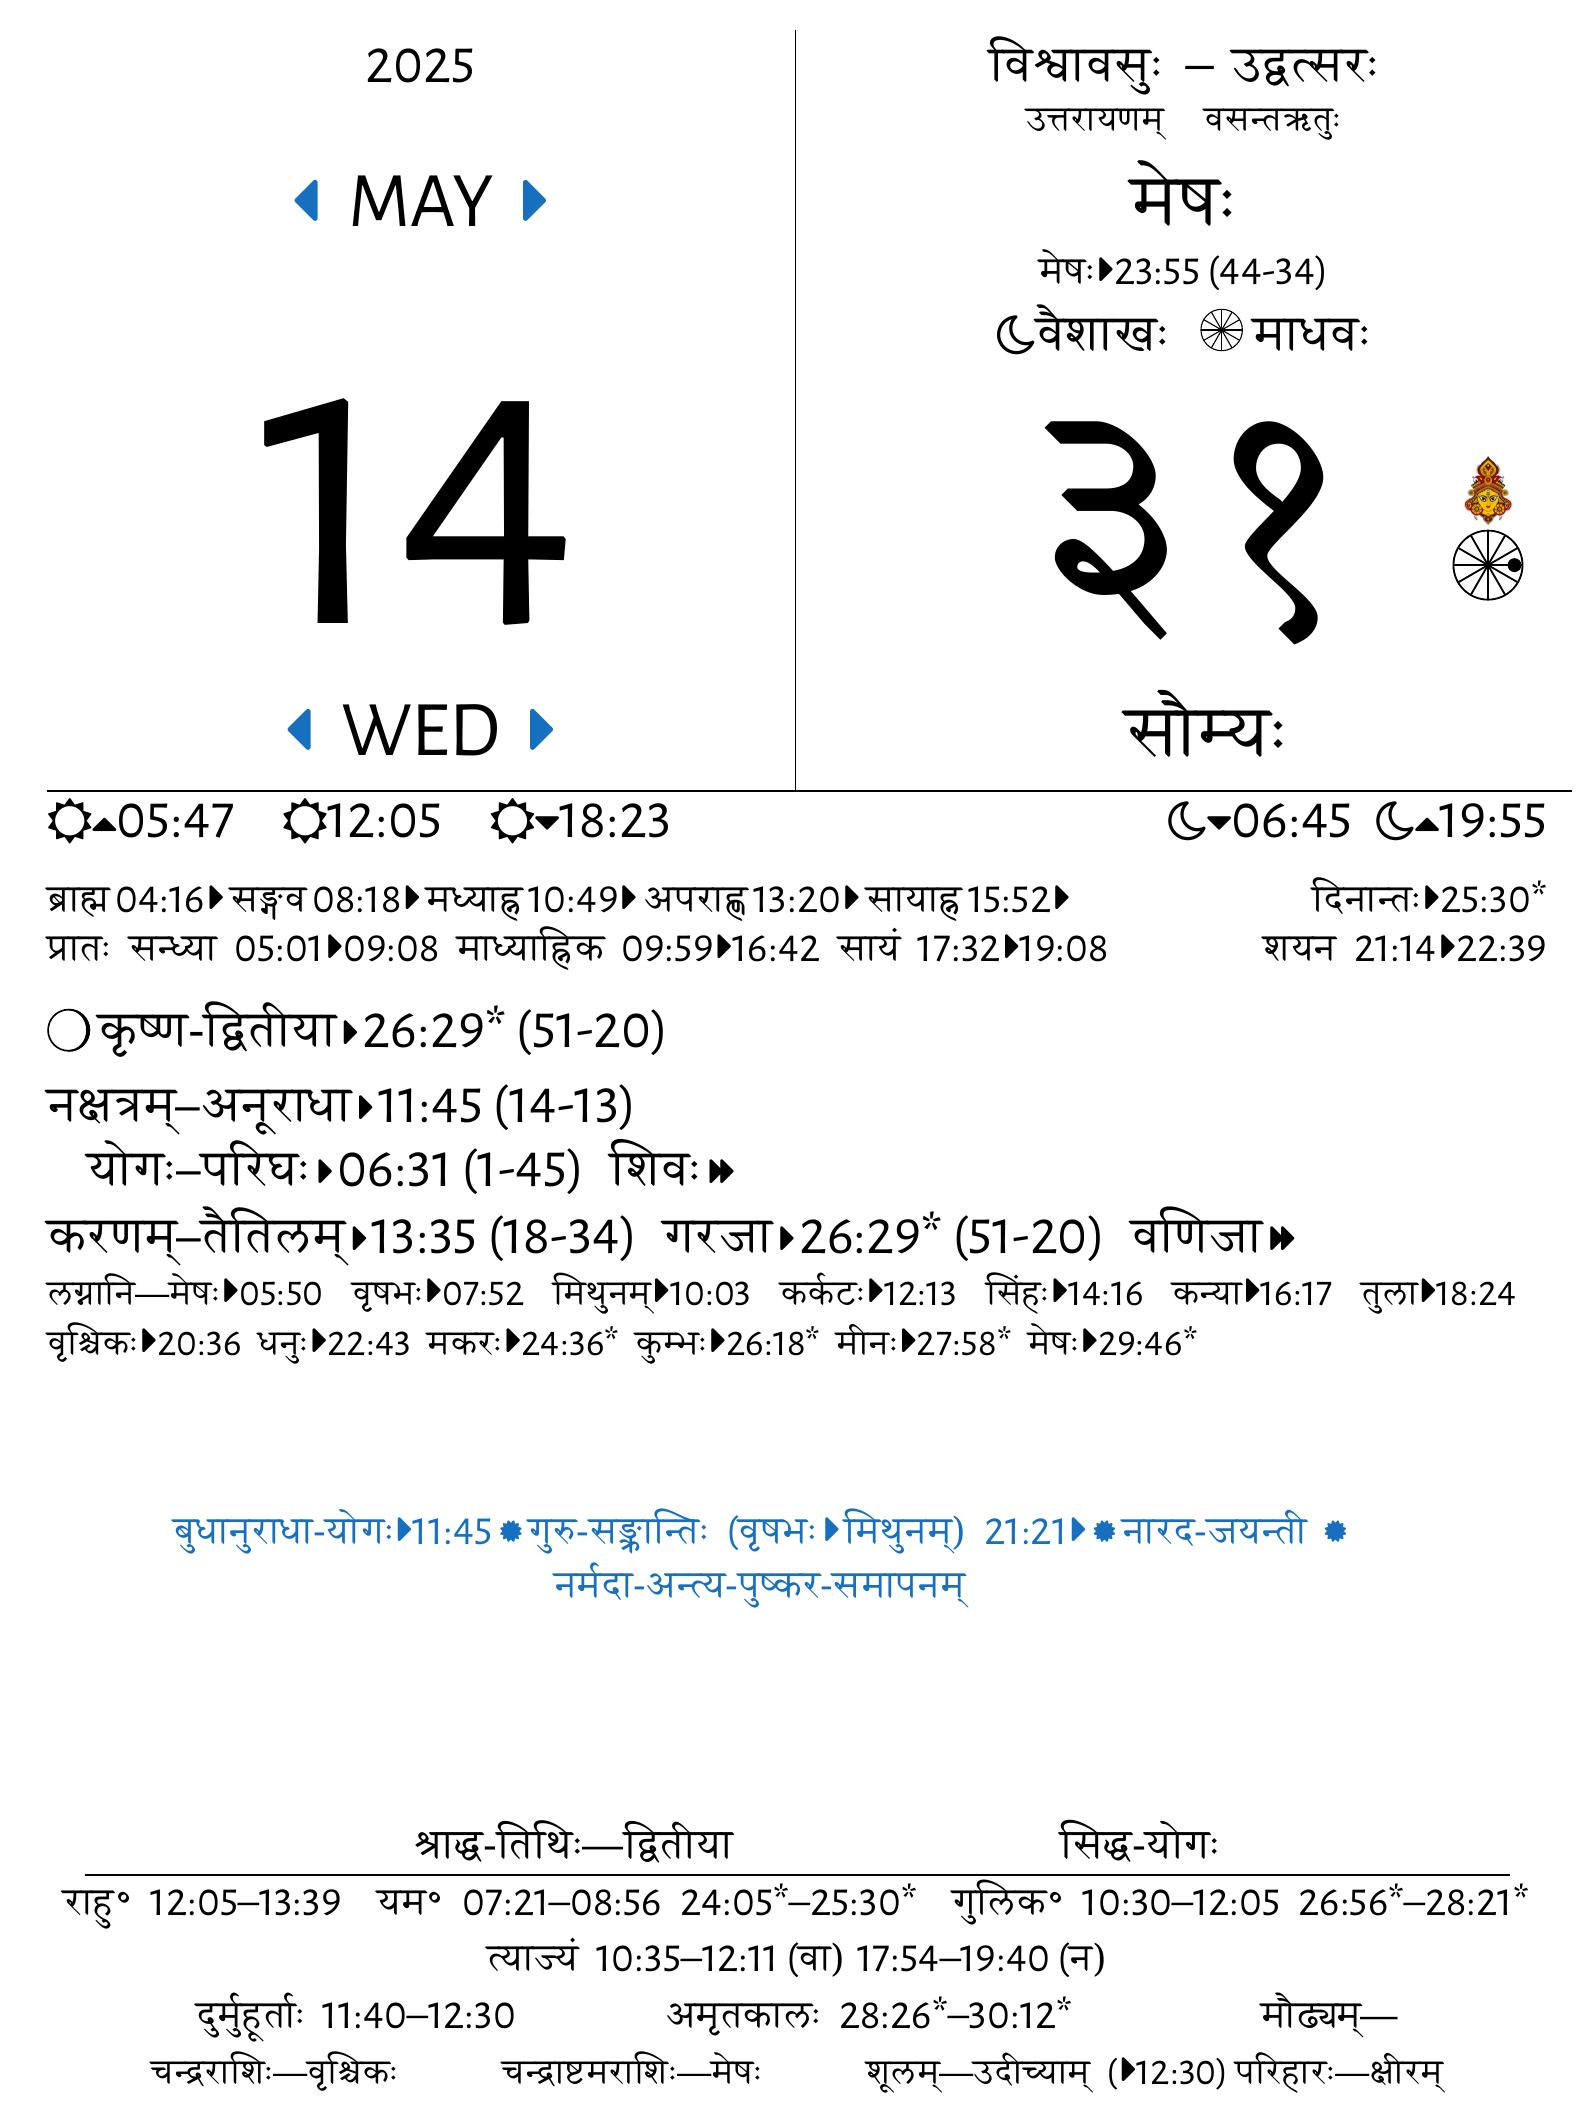 2025
MAY
14
WED
विश्वावसुः – उद्वत्सरः
उत्तरायणम् वसन्तऋतुः
मेषः
मेषः⏵23:55 (44-34)
वैशाखः माधवः
३१
सौम्यः
05:47 12:05 18:23 06:45 19:55
ब्राह्म 04:16⏵ सङ्गव 08:18⏵ मध्याह्न 10:49⏵ अपराह्ण 13:20⏵ सायाह्न 15:52⏵ दिनान्तः⏵25:30*
प्रातः सन्ध्या 05:01⏵09:08 माध्याह्निक 09:59⏵16:42 सायं 17:32⏵19:08 शयन 21:14⏵22:39
कृष्ण-द्वितीया⏵26:29* (51-20)
नक्षत्रम्–अनूराधा⏵11:45 (14-13)
योगः–परिघः⏵06:31 (1-45) शिवः⏵⏵
करणम्–तैतिलम्⏵13:35 (18-34) गरजा⏵26:29* (51-20) वणिजा⏵⏵
लग्नानि—मेषः⏵05:50 वृषभः⏵07:52 मिथुनम्⏵10:03 कर्कटः⏵12:13 सिंहः⏵14:16 कन्या⏵16:17 तुला⏵18:24
वृश्चिकः⏵20:36 धनुः⏵22:43 मकरः⏵24:36* कुम्भः⏵26:18* मीनः⏵27:58* मेषः⏵29:46*
बुधानुराधा-योगः⏵11:45 गुरु-सङ्क्रान्तिः (वृषभः⏵मिथुनम्) 21:21⏵ नारद-जयन्ती
नर्मदा-अन्त्य-पुष्कर-समापनम्
श्राद्ध-तिथिः—द्वितीया सिद्ध-योगः
राहु॰ 12:05–13:39 यम॰ 07:21–08:56 24:05*–25:30* गुलिक॰ 10:30–12:05 26:56*–28:21*
त्याज्यं 10:35–12:11 (वा) 17:54–19:40 (न)
दुर्मुहूर्ताः 11:40–12:30 अमृतकालः 28:26*–30:12* मौढ्यम्—
चन्द्रराशिः—वृश्चिकः चन्द्राष्टमराशिः—मेषः शूलम्—उदीच्याम् (⏵12:30) परिहारः—क्षीरम्